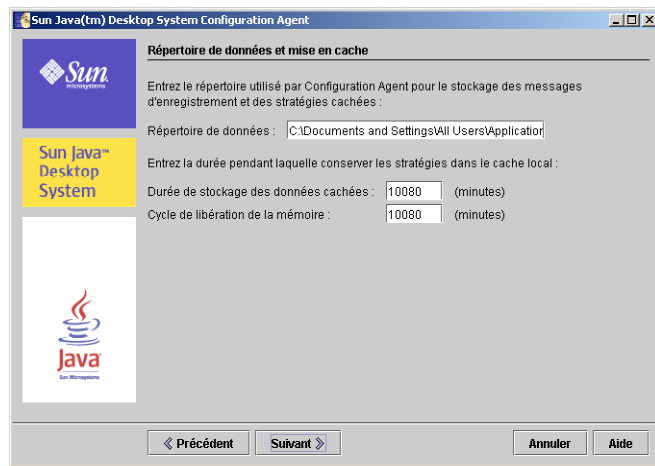 Sun Java(tm) Desktop System Configuration Agent
Sun
microsystems
Sun Java™
Desktop
System
Java
Sun Microsystems
Répertoire de données et mise en cache
Entrez le répertoire utilisé par Configuration Agent pour le stockage des messages
d'enregistrement et des stratégies cachées :
Répertoire de données : C:\Documents and Settings\All Users\Application
Entrez la durée pendant laquelle conserver les stratégies dans le cache local :
Durée de stockage des données cachées : 10080 (minutes)
Cycle de libération de la mémoire : 10080 (minutes)
Précédent Suivant Annuler Aide